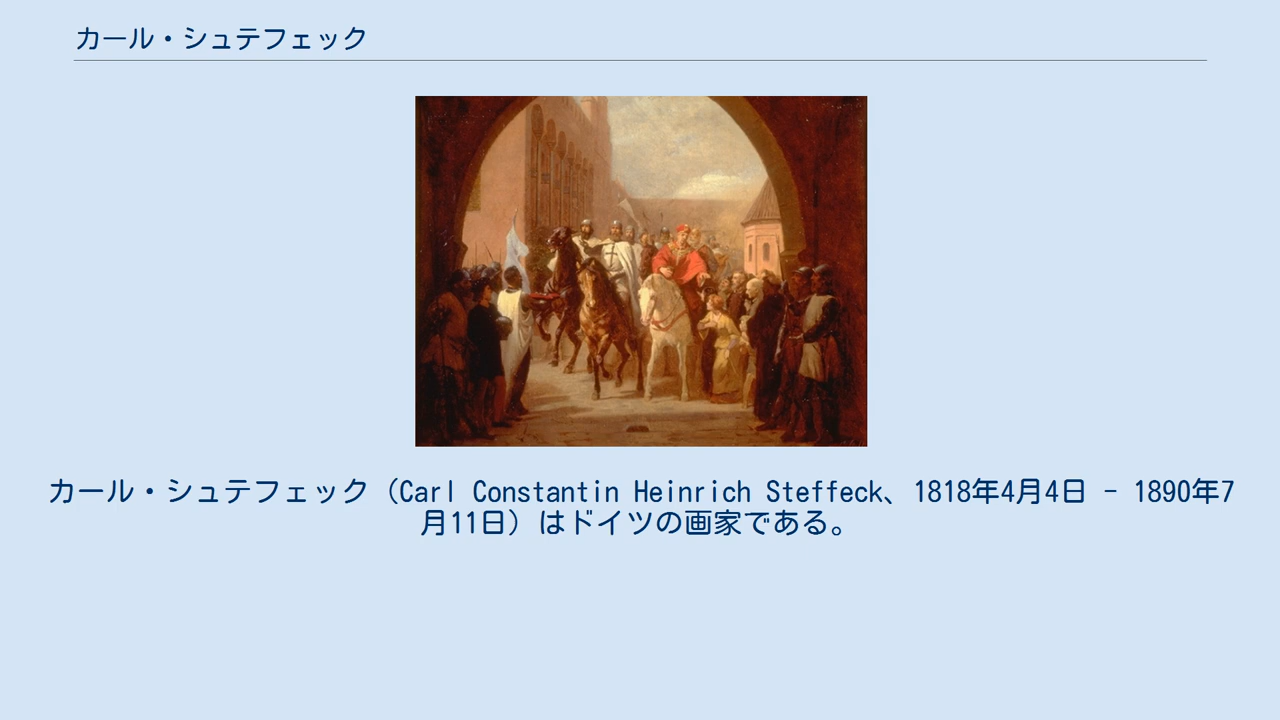 カール・シュテフェック
カール・シュテフェック（Carl Constantin Heinrich Steffeck、1818年4月4日 - 1890年7
月11日）はドイツの画家である。